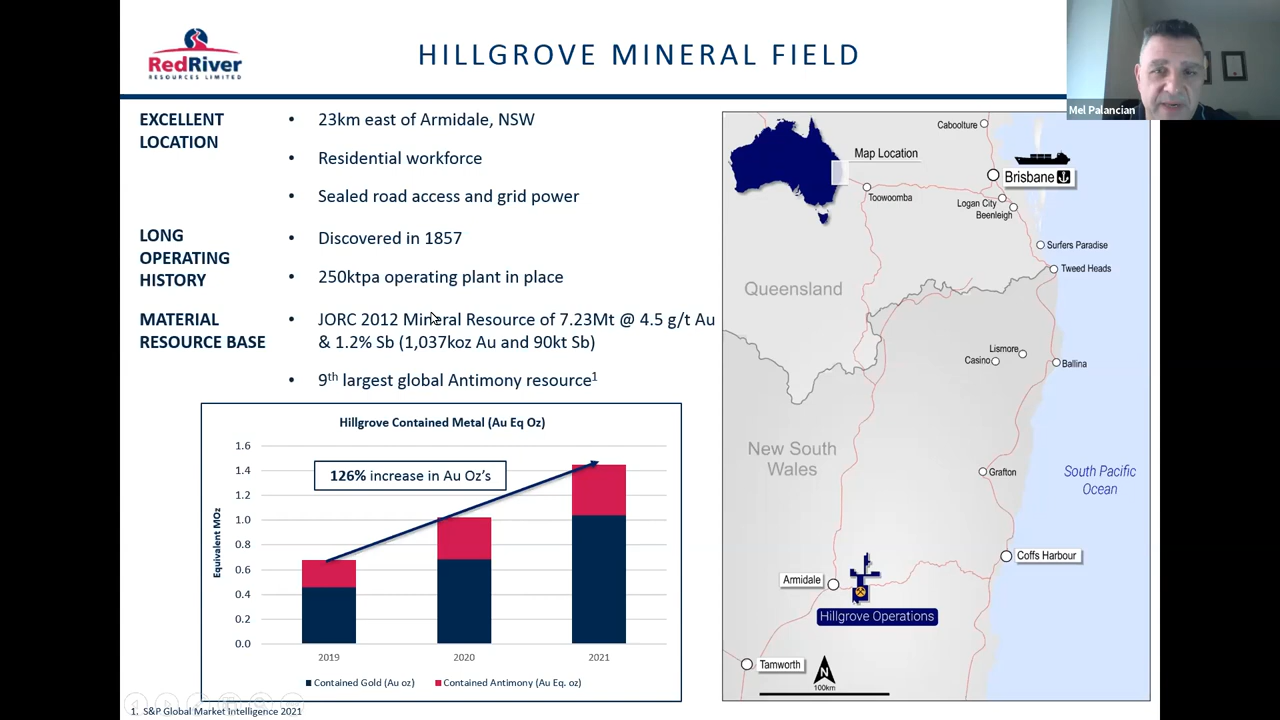 RedRiver
RESOURCES LIMITED
HILLGROVE MINERAL FIELD
Mel Palancian
EXCELLENT
LOCATION
• 23km east of Armidale, NSW
• Residential workforce
• Sealed road access and grid power
LONG
OPERATING
HISTORY
• Discovered in 1857
• 250ktpa operating plant in place
MATERIAL
RESOURCE BASE
• JORC 2012 Mineral Resource of 7.23Mt @ 4.5 g/t Au
& 1.2% Sb (1,037koz Au and 90kt Sb)
• 9th largest global Antimony resource1
Hillgrove Contained Metal (Au Eq Oz)
126% increase in Au Oz's
Equivalent MOz
1.6
1.4
1.2
1.0
0.8
0.6
0.4
0.2
0.0
2019 2020 2021
Contained Gold (Au oz) Contained Antimony (Au Eq. oz)
1. S&P Global Market Intelligence 2021
Map Location
Caboolture
Brisbane
Toowoomba
Logan City
Beenleigh
Surfers Paradise
Tweed Heads
Queensland
Lismore
Casino
Ballina
New South
Wales
Grafton
South Pacific
Ocean
Coffs Harbour
Armidale
Hillgrove Operations
Tamworth
N
100km